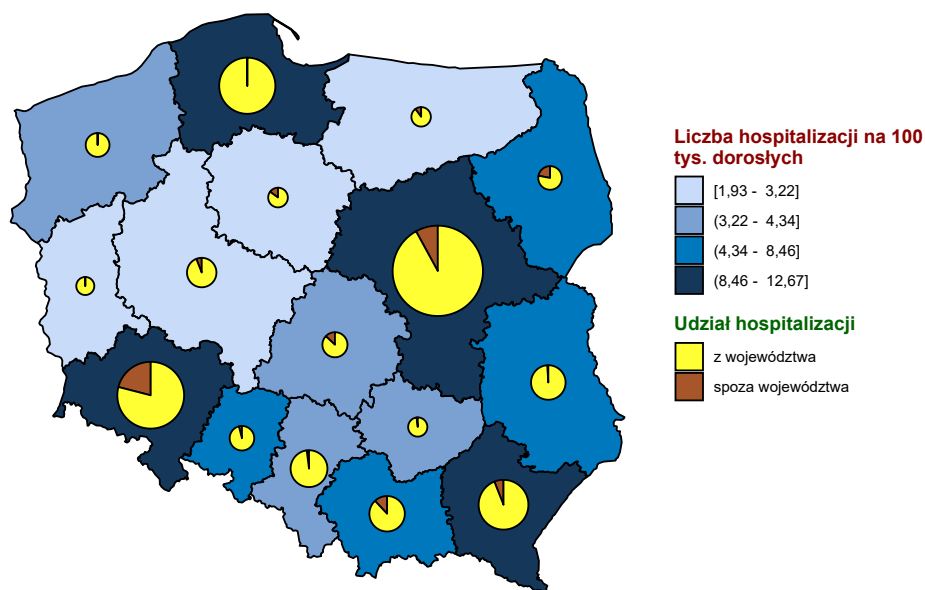 Liczba hospitalizacji na 100
tys. dorosłych
[1,93 - 3,22]
(3,22 - 4,34]
(4,34 - 8,46]
(8,46 - 12,67]
Udział hospitalizacji
z województwa
spoza województwa